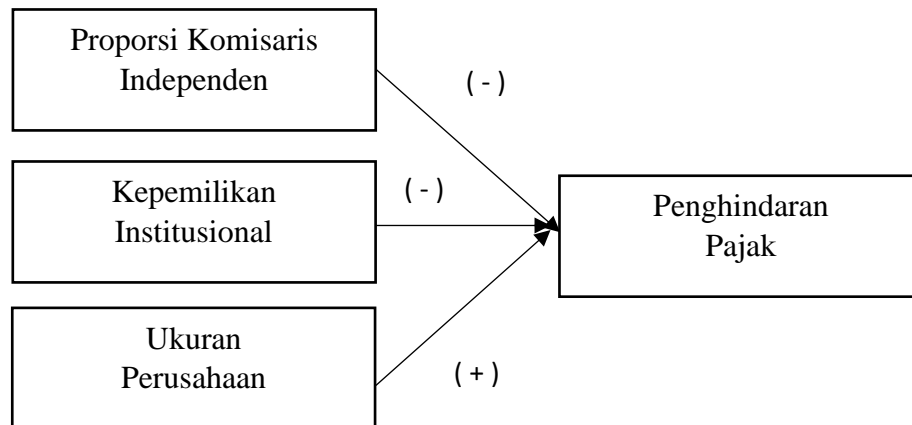 Proporsi Komisaris
Independen
( - )
Kepemilikan
Institusional
( - )
Penghindaran
Pajak
Ukuran
Perusahaan
( + )